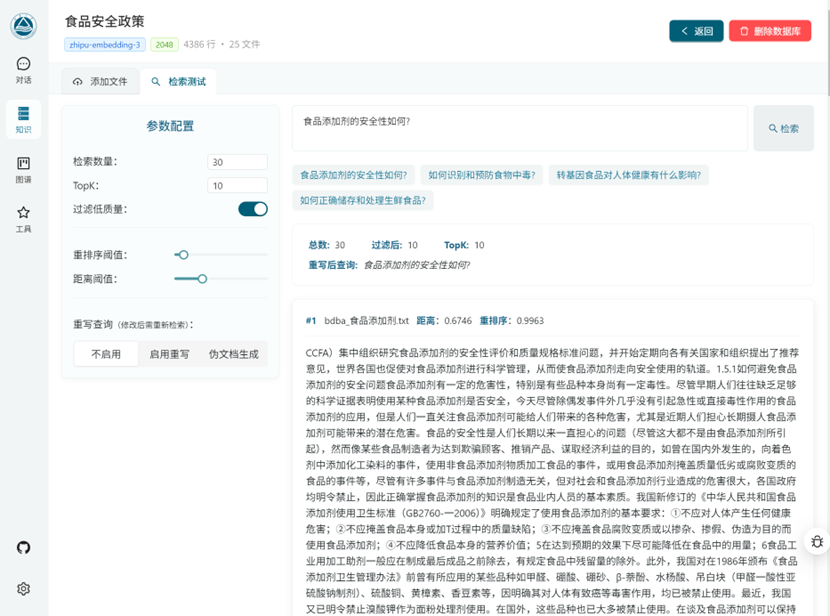 食品安全政策
zhipu-embedding-3 2048 4386 行 · 25 文件
返回
删除数据库
对话
知识
图谱
工具
添加文件
检索测试
参数配置
检索数量: 30
TopK: 10
过滤低质量:
重排序阈值:
距离阈值:
重写查询 (修改后需重新检索) :
不启用 启用重写 伪文档生成
食品添加剂的安全性如何?
检索
食品添加剂的安全性如何? 如何识别和预防食物中毒? 转基因食品对人体健康有什么影响?
如何正确储存和处理生鲜食品?
总数: 30 过滤后: 10 TopK: 10
重写后查询: 食品添加剂的安全性如何?
#1 bdba_食品添加剂.txt 距离: 0.6746 重排序: 0.9963
CCFA）集中组织研究食品添加剂的安全性评价和质量规格标准问题，并开始定期向各有关国家和组织提出了推荐
意见，世界各国也促使对食品添加剂进行科学管理，从而使食品添加剂走向安全使用的轨道。1.5.1如何避免食品
添加剂的安全问题食品添加剂有一定的危害性，特别是有些品种本身尚有一定毒性。尽管早期人们往往缺乏足够
的科学证据表明使用某种食品添加剂是否安全，今天尽管除偶发事件外几乎没有引起急性或直接毒性作用的食品
添加剂的应用，但是人们一直关注食品添加剂可能给人们带来的各种危害，尤其是近期人们担心长期摄人食品添
加剂可能带来的潜在危害。食品的安全性是人们长期以来一直担心的问题（尽管这大都不是由食品添加剂所引
起），然而像某些食品制造者为达到欺骗顾客、推销产品、谋取经济利益的目的，如曾在国内外发生的，向着色
剂中添加化工染料的事件，使用非食品添加剂物质加工食品的事件，或用食品添加剂掩盖质量低劣或腐败变质的
食品的事件等，尽管有许多事件与食品添加剂制造无关，但对社会和食品添加剂行业造成的危害很大，各国政府
均明令禁止，因此正确掌握食品添加剂的知识是食品业内人员的基本素质。我国新修订的《中华人民共和国食品
添加剂使用卫生标准（GB2760-一2006）》明确规定了使用食品添加剂的基本要求：①不应对人体产生任何健康
危害；②不应掩盖食品本身或加T过程中的质量缺陷；③不应掩盖食品腐败变质或以掺杂、掺假、伪造为目的而
使用食品添加剂；④不应降低食品本身的营养价值；5在达到预期的效果下尽可能降低在食品中的用量；6食品工
业用加工助剂一般应在制成最后成品之前除去，有规定食品中残留量的除外。此外，我国对在1986年颁布《食品
添加剂卫生管理办法》前曾有所应用的某些品种如甲醛、硼酸、硼砂、β-萘酚、水杨酸、吊白块（甲醛一酸性亚
硫酸钠制剂）、硫酸铜、黄樟素、香豆素等，因明确其对人体有致癌等毒害作用，均已被禁止使用。最近，我国
又已明令禁止溴酸钾作为面粉处理剂使用。在国外，这些品种也已大多被禁止使用。在谈及食品添加剂可以保持